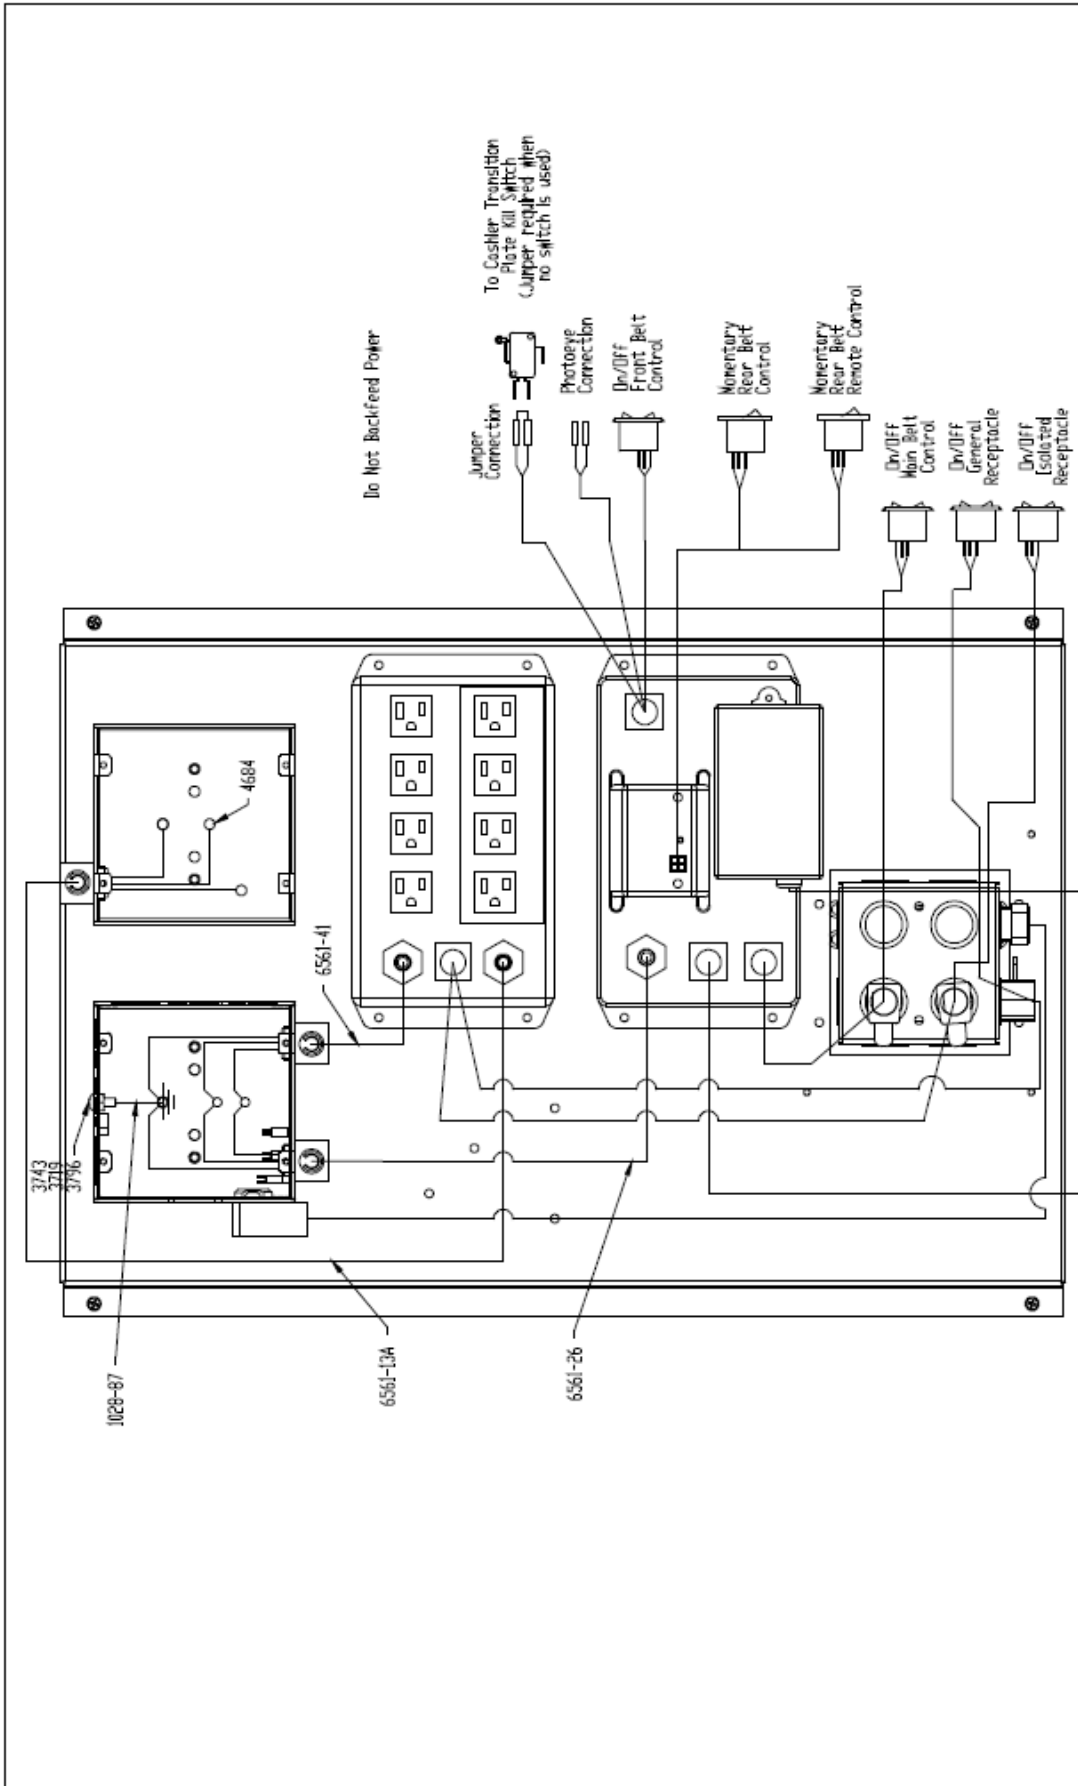 To Cashier Transition
Plate Kill Switch
(Jumper required when
no switch is used)
Do Not Backfeed Power
Jumper
Connection
Photoeye
Connection
On/Off
Front Belt
Control
Momentary
Rear Belt
Control
Momentary
Rear Belt
Remote Control
On/Off
Main Belt
Control
On/Off
General
Receptacle
On/Off
Isolated
Receptacle
4684
6561-41
3743
3719
3796
1028-87
6561-13A
6561-26